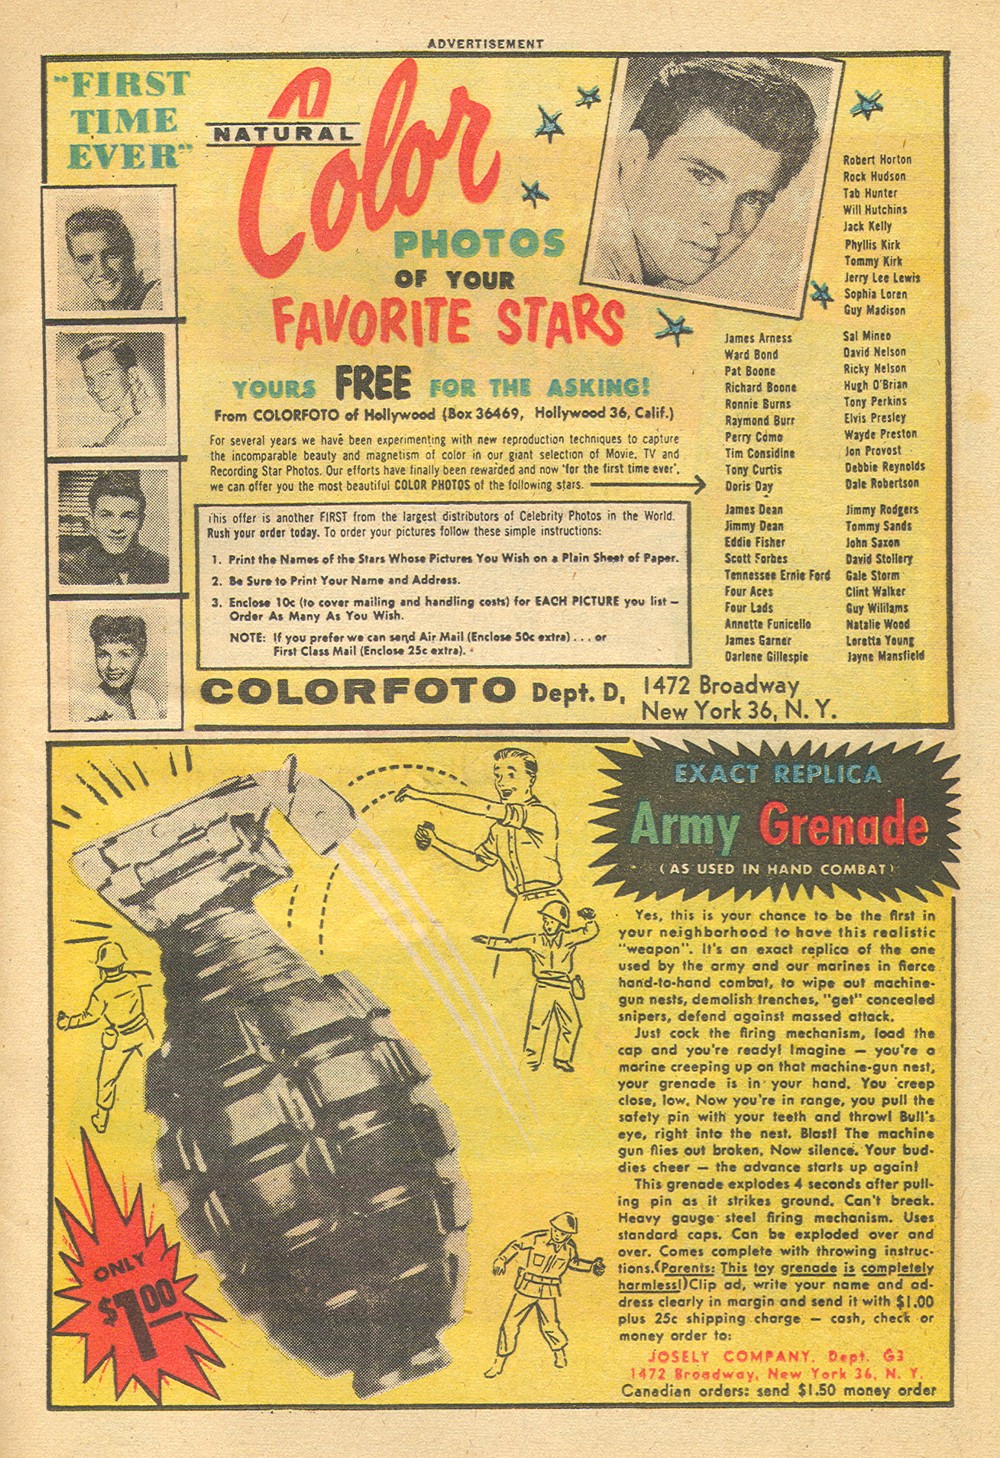 ADVERTISEMENT
"FIRST
TIME
EVER"
NATURAL
Color
PHOTOS
OF YOUR
FAVORITE STARS
YOURS FREE FOR THE ASKING!
From COLORFOTO of Hollywood (Box 36469, Hollywood 36, Calif.)
For several years we have been experimenting with new reproduction techniques to capture
the incomparable beauty and magnetism of color in our giant selection of Movie, TV and
Recording Star Photos. Our efforts have finally been rewarded and now 'for the first time ever',
we can offer you the most beautiful COLOR PHOTOS of the following stars.
This offer is another FIRST from the largest distributors of Celebrity Photos in the World.
Rush your order today. To order your pictures follow these simple instructions:
1. Print the Names of the Stars Whose Pictures You Wish on a Plain Sheet of Paper.
2. Be Sure to Print Your Name and Address.
3. Enclose 10c (to cover mailing and handling costs) for EACH PICTURE you list —
Order As Many As You Wish.
NOTE: If you prefer we can send Air Mail (Enclose 50c extra) . . . or
First Class Mail (Enclose 25c extra).
COLORFOTO Dept. D, 1472 Broadway
New York 36, N. Y.
James Arness
Ward Bond
Pat Boone
Richard Boone
Ronnie Burns
Raymond Burr
Perry Como
Tim Considine
Tony Curtis
Doris Day
James Dean
Jimmy Dean
Eddie Fisher
Scott Forbes
Tennessee Ernie Ford
Four Aces
Four Lads
Annette Funicello
James Garner
Darlene Gillespie
Robert Horton
Rock Hudson
Tab Hunter
Will Hutchins
Jack Kelly
Phyllis Kirk
Tommy Kirk
Jerry Lee Lewis
Sophia Loren
Guy Madison
Sal Mineo
David Nelson
Ricky Nelson
Hugh O'Brian
Tony Perkins
Elvis Presley
Wayde Preston
Jon Provost
Debbie Reynolds
Dale Robertson
Jimmy Rodgers
Tommy Sands
John Saxon
David Stollery
Gale Storm
Clint Walker
Guy Wililams
Natalie Wood
Loretta Young
Jayne Mansfield
EXACT REPLICA
Army Grenade
(AS USED IN HAND COMBAT)
Yes, this is your chance to be the first in
your neighborhood to have this realistic
"weapon". It's an exact replica of the one
used by the army and our marines in fierce
hand-to-hand combat, to wipe out machine-
gun nests, demolish trenches, "get" concealed
snipers, defend against massed attack.
Just cock the firing mechanism, load the
cap and you're ready! Imagine — you're a
marine creeping up on that machine-gun nest,
your grenade is in your hand. You creep
close, low. Now you're in range, you pull the
safety pin with your teeth and throw! Bull's
eye, right into the nest. Blast! The machine
gun flies out broken. Now silence. Your bud-
dies cheer — the advance starts up again!
This grenade explodes 4 seconds after pull-
ing pin as it strikes ground. Can't break.
Heavy gauge steel firing mechanism. Uses
standard caps. Can be exploded over and
over. Comes complete with throwing instruc-
tions. (Parents: This toy grenade is completely
harmless!) Clip ad, write your name and ad-
dress clearly in margin and send it with $1.00
plus 25c shipping charge — cash, check or
money order to:
JOSELY COMPANY, Dept. G3
1472 Broadway, New York 36, N. Y.
Canadian orders: send $1.50 money order
ONLY
$1.00